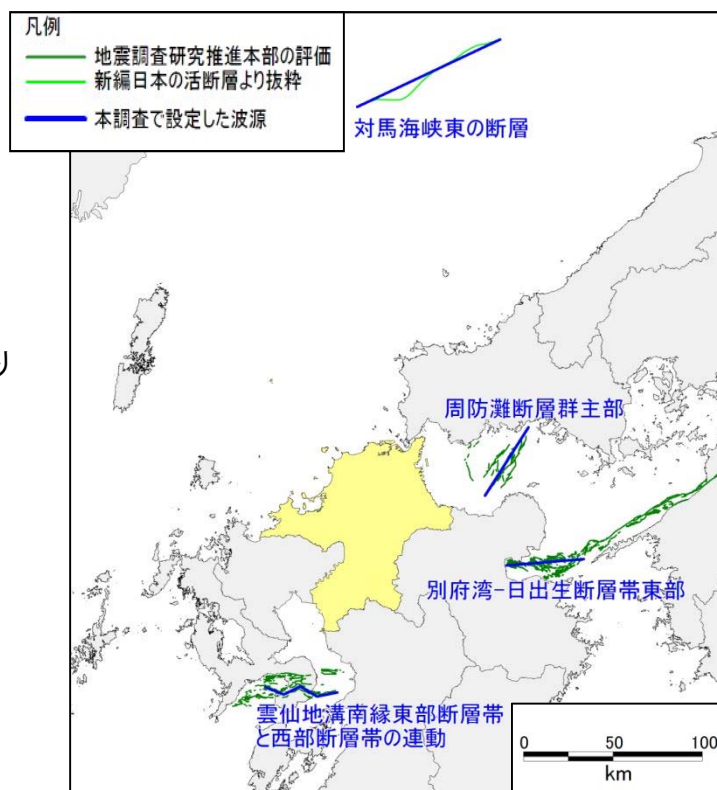 凡例
地震調査研究推進本部の評価
新編日本の活断層より抜粋
本調査で設定した波源
対馬海峡東の断層
り
周防灘断層群主部
別府湾-日出生断層帯東部
雲仙地溝南縁東部断層帯
と西部断層帯の連動
0 50 100
km